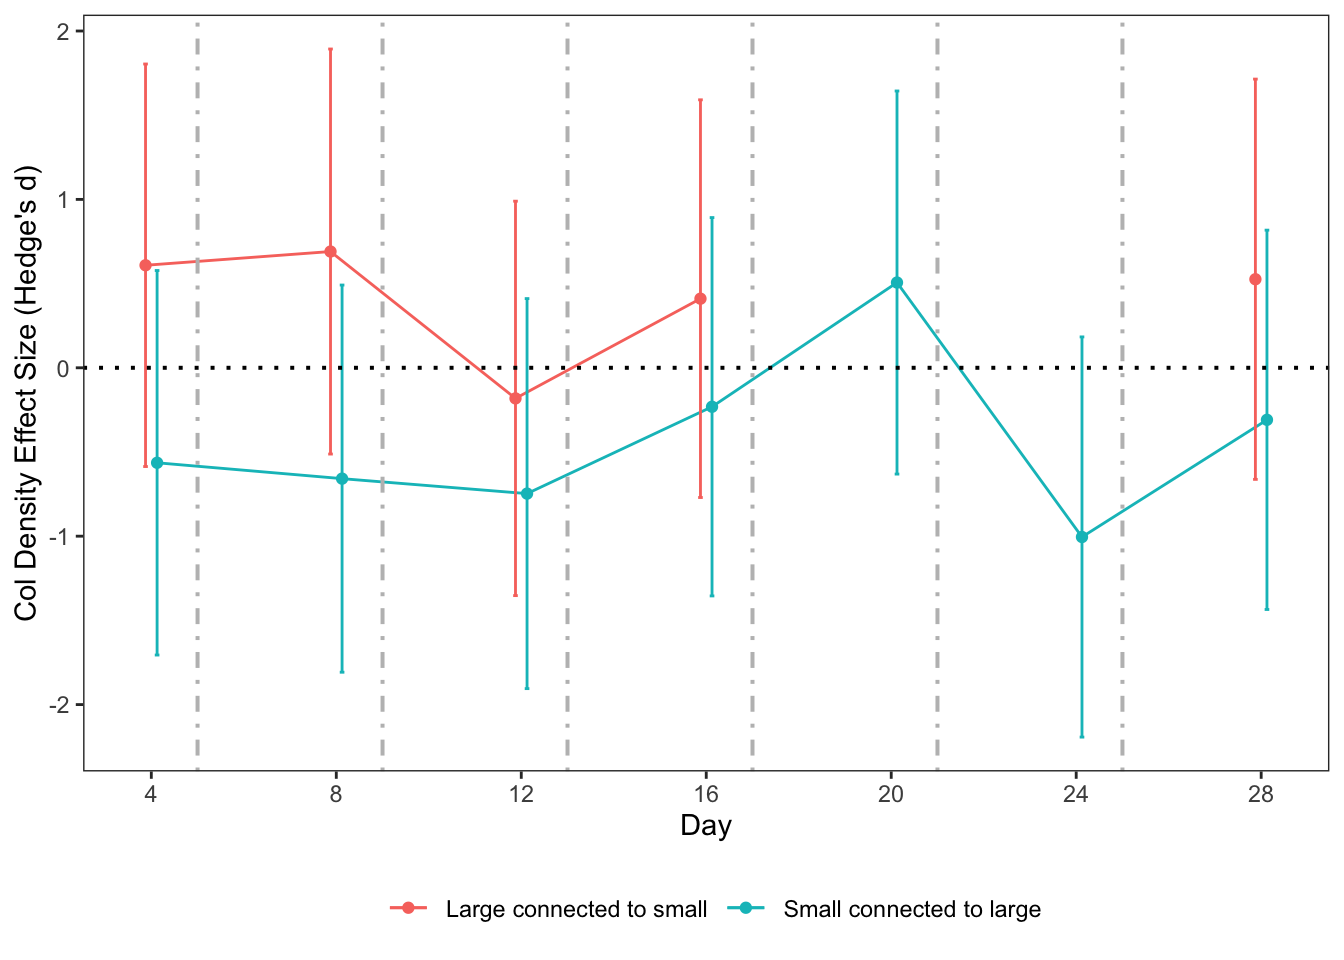 Col Density Effect Size (Hedge's d)
2
1
0
-1
-2
4 8 12 16 20 24 28
Day
Large connected to small Small connected to large